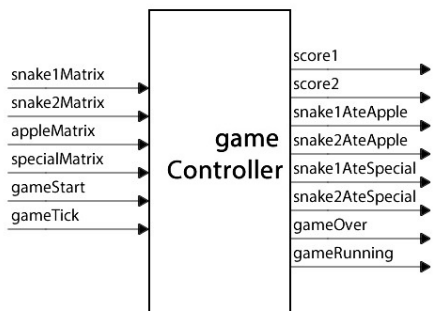 snake1Matrix
snake2Matrix
appleMatrix
specialMatrix
gameStart
gameTick
game
Controller
score1
score2
snake1AteApple
snake2AteApple
snake1AteSpecial
snake2AteSpecial
gameOver
gameRunning